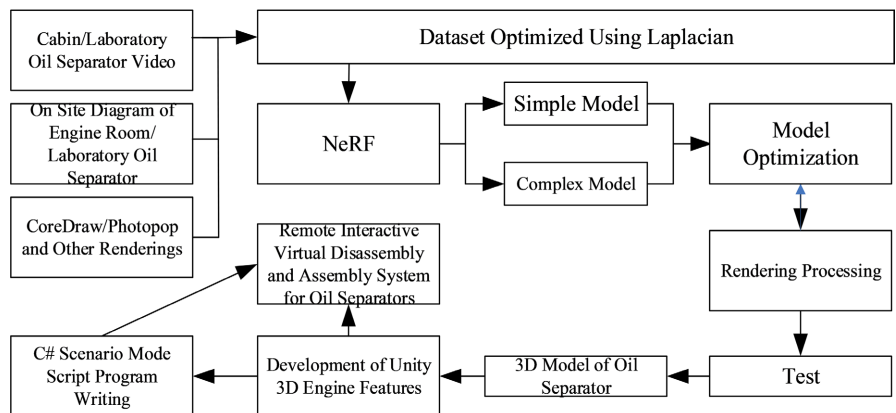 Cabin/Laboratory
Oil Separator Video
Dataset Optimized Using Laplacian
On Site Diagram of
Engine Room/
Laboratory Oil
Separator
NeRF
Simple Model
Complex Model
Model
Optimization
CoreDraw/Photopop
and Other Renderings
Remote Interactive
Virtual Disassembly
and Assembly System
for Oil Separators
Rendering Processing
C# Scenario Mode
Script Program
Writing
Development of Unity
3D Engine Features
3D Model of Oil
Separator
Test